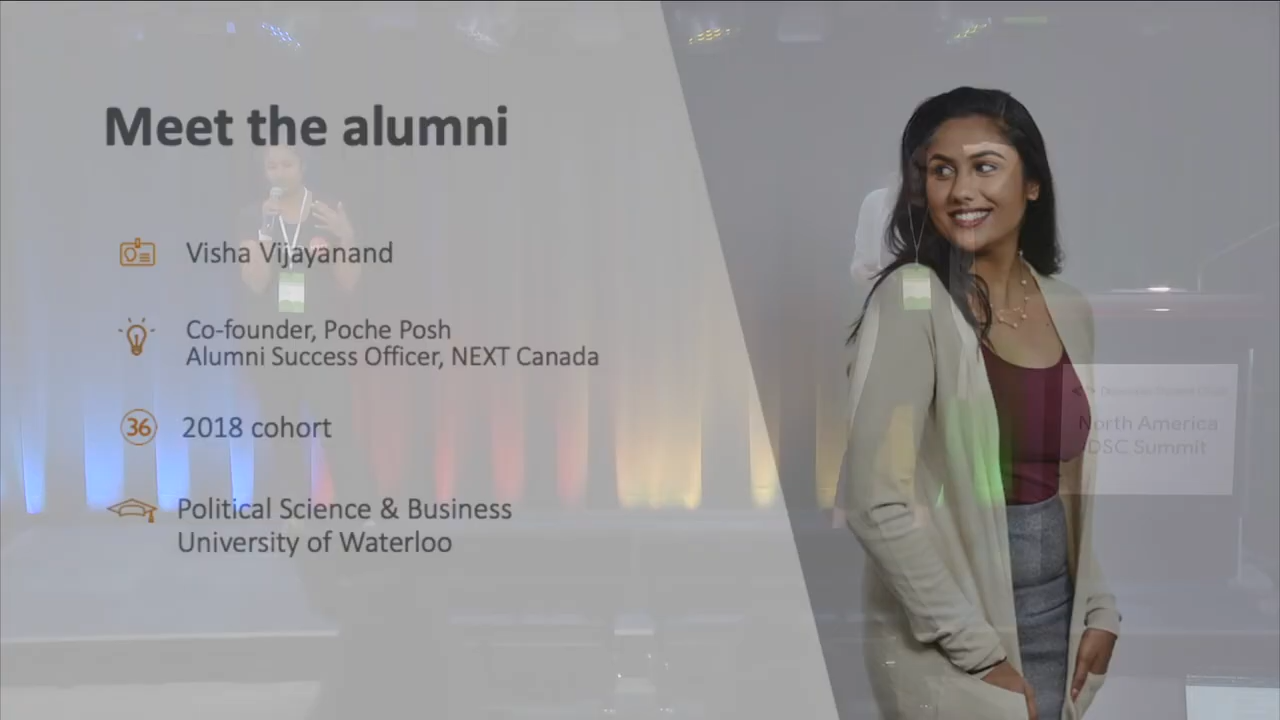 Meet the alumni
Visha Vijayanand
Co-founder, Poche Posh
Alumni Success Officer, NEXT Canada
36
2018 cohort
Political Science & Business
University of Waterloo
North America
DSC Summit